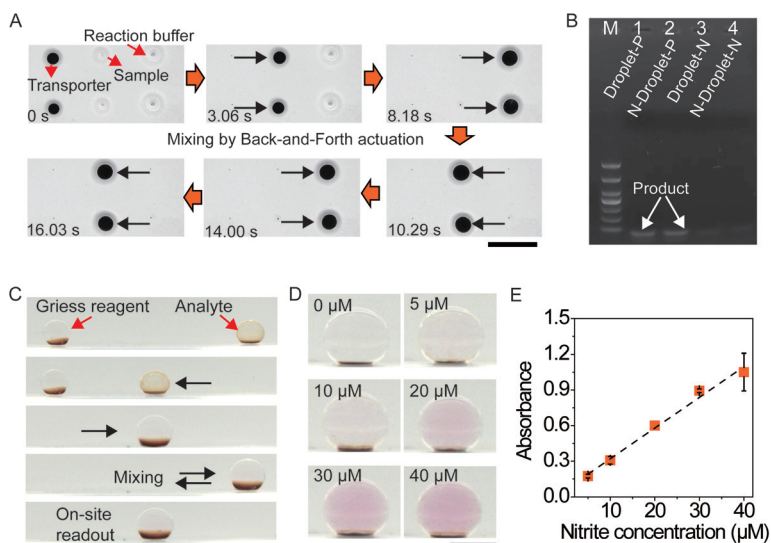 A
Reaction buffer
Transporter
Sample
0 s
3.06 s
8.18 s
Mixing by Back-and-Forth actuation
16.03 s
14.00 s
10.29 s
B
M 1 2 3 4
Droplet-P
N-Droplet-P
Droplet-N
N-Droplet-N
Product
C
Griess reagent
Analyte
Mixing
On-site
readout
D
0 µM
5 µM
10 µM
20 µM
30 µM
40 µM
E
1.5
1.2
0.9
0.6
0.3
0.0
Absorbance
10 20 30 40
Nitrite concentration (µM)